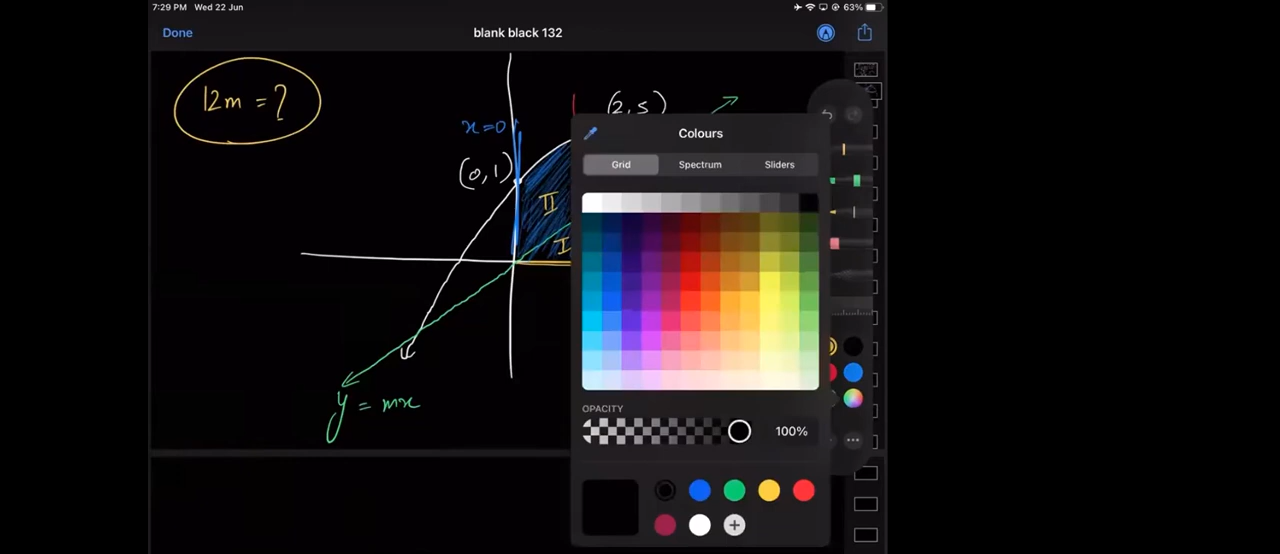 7:29 PM Wed 22 Jun
63%
Done
blank black 132
12m = ?
(2, 5)
x=0
(0, 1)
II
I
y = mx
Colours
Grid
Spectrum
Sliders
OPACITY
100%